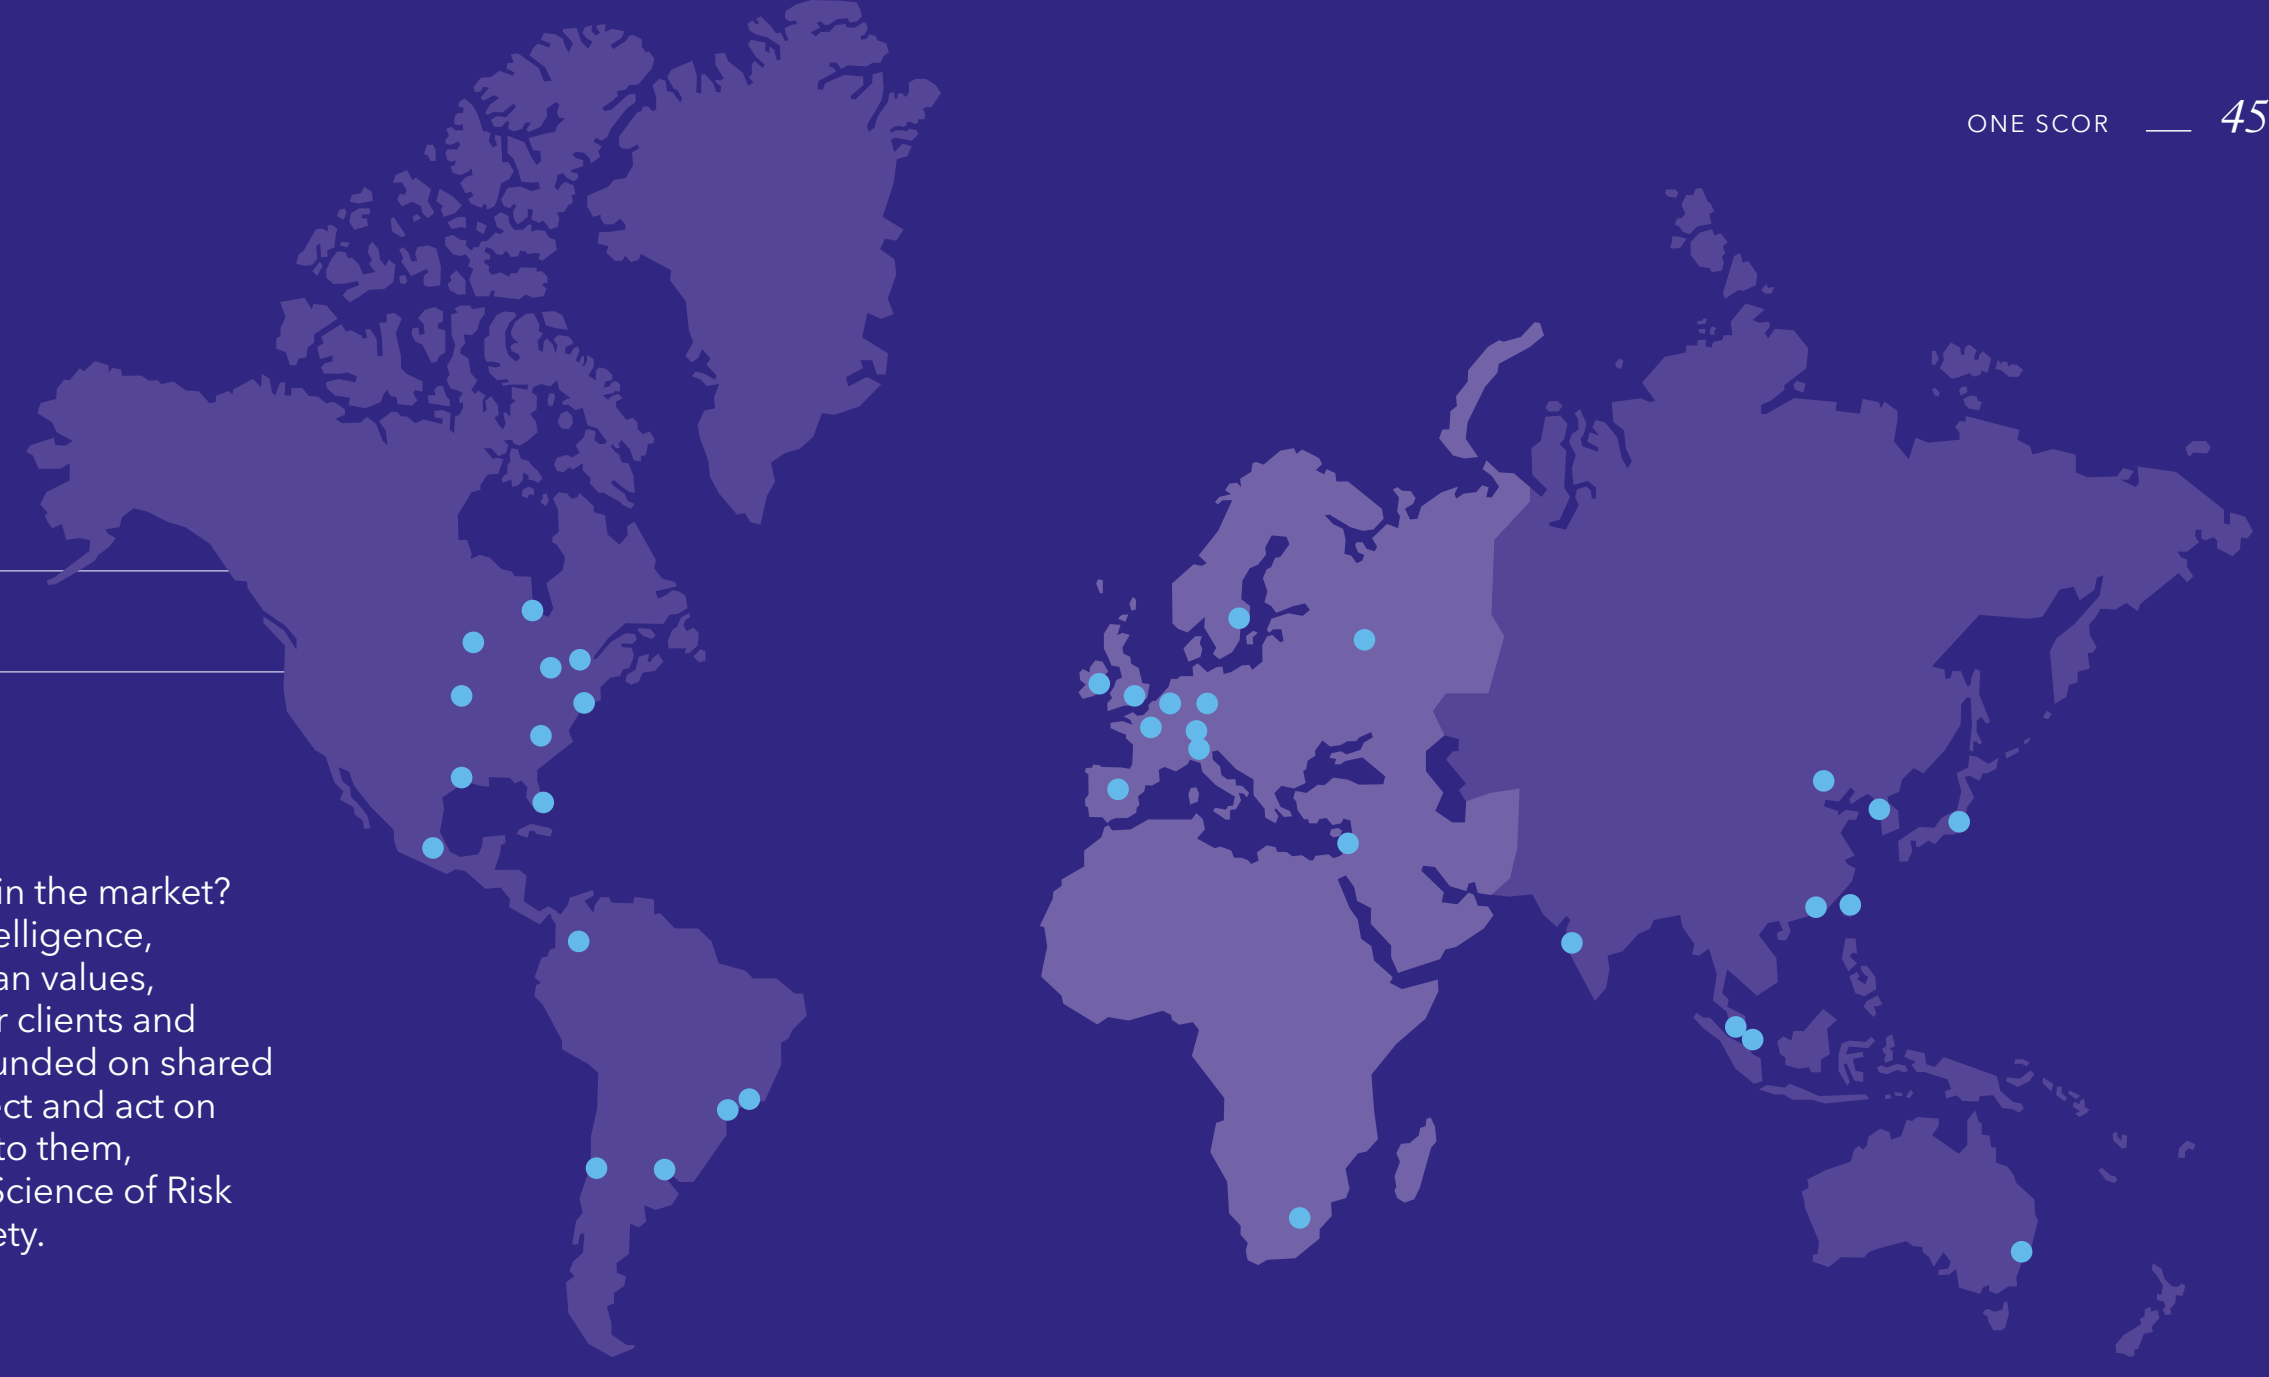 ONE SCOR 45
in the market?
elligence,
an values,
r clients and
unded on shared
ect and act on
to them,
Science of Risk
ety.